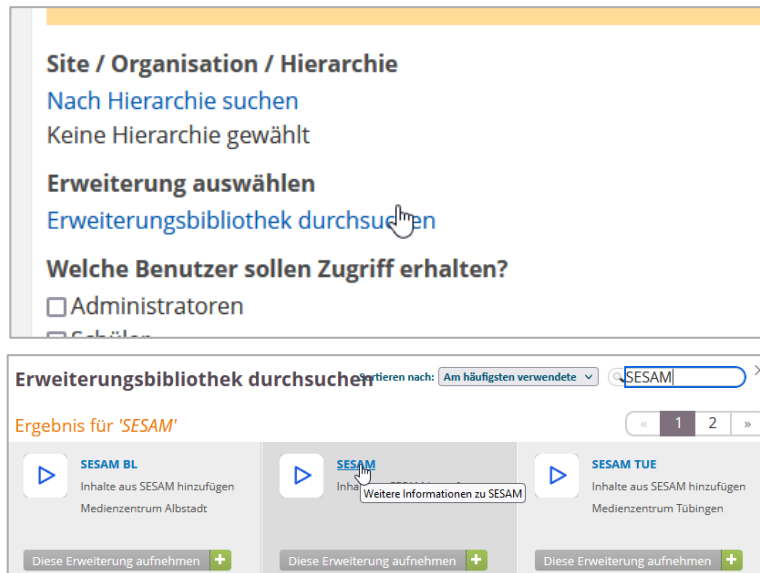 Site / Organisation / Hierarchie
Nach Hierarchie suchen
Keine Hierarchie gewählt
Erweiterung auswählen
Erweiterungsbibliothek durchsuchen
Welche Benutzer sollen Zugriff erhalten?
Administratoren
Schüler
Erweiterungsbibliothek durchsuchen
Sortieren nach: Am häufigsten verwendete
SESAM
Ergebnis für 'SESAM'
« 1 2 »
SESAM BL
Inhalte aus SESAM hinzufügen
Medienzentrum Albstadt
Diese Erweiterung aufnehmen +
SESAM
Weitere Informationen zu SESAM
Diese Erweiterung aufnehmen +
SESAM TUE
Inhalte aus SESAM hinzufügen
Medienzentrum Tübingen
Diese Erweiterung aufnehmen +